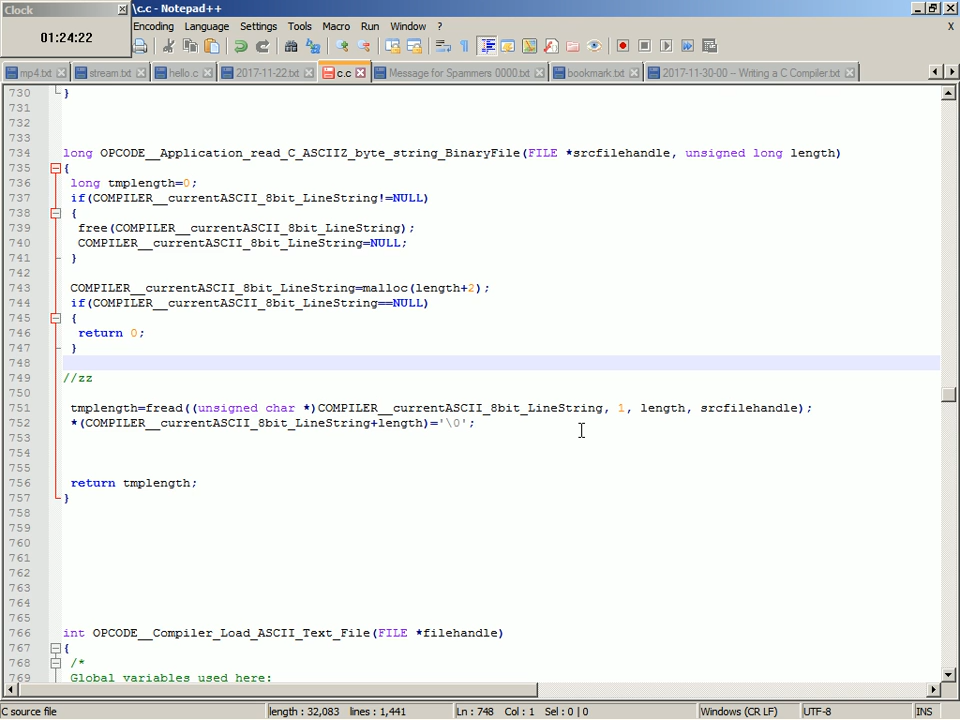 Clock
01:24:22
\c.c - Notepad++
Encoding Language Settings Tools Macro Run Window ? X
mp4.txt stream.txt hello.c 2017-11-22.txt c.c Message for Spammers 0000.txt bookmark.txt 2017-11-30-00 – Writing a C Compiler.txt
730 }
731
732
733
734 long OPCODE__Application_read_C_ASCIIZ_byte_string_BinaryFile(FILE *srcfilehandle, unsigned long length)
735 {
736 long tmplength=0;
737 if(COMPILER__currentASCII_8bit_LineString!=NULL)
738 {
739 free(COMPILER__currentASCII_8bit_LineString);
740 COMPILER__currentASCII_8bit_LineString=NULL;
741 }
742
743 COMPILER__currentASCII_8bit_LineString=malloc(length+2);
744 if(COMPILER__currentASCII_8bit_LineString==NULL)
745 {
746 return 0;
747 }
748
749 //zz
750
751 tmplength=fread((unsigned char *)COMPILER__currentASCII_8bit_LineString, 1, length, srcfilehandle);
752 *(COMPILER__currentASCII_8bit_LineString+length)='\0';
753
754
755
756 return tmplength;
757 }
758
759
760
761
762
763
764
765
766 int OPCODE__Compiler_Load_ASCII_Text_File(FILE *filehandle)
767 {
768 /*
769 Global variables used here:
C source file length : 32,083 lines : 1,441 Ln : 748 Col : 1 Sel : 0 | 0 Windows (CR LF) UTF-8 INS